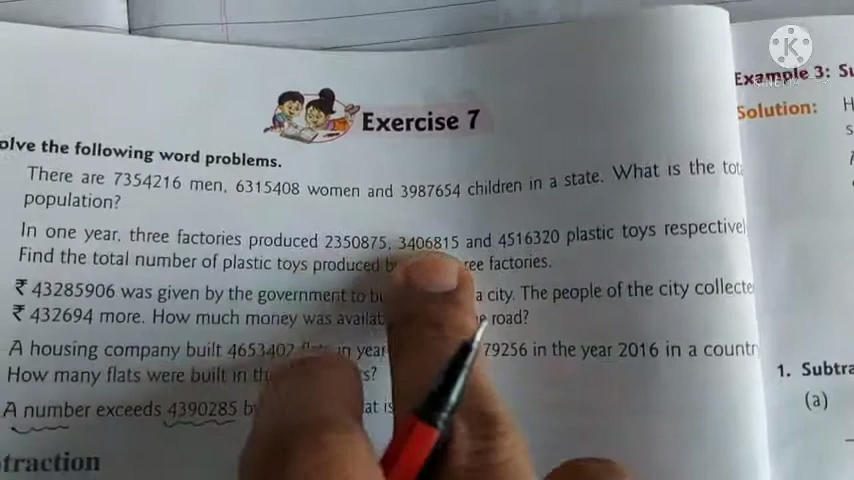 Exercise 7
olve the following word problems.
There are 7354216 men, 6315408 women and 3987654 children in a state. What is the tota
population?
In one year, three factories produced 2350875, 3406815 and 4516320 plastic toys respectivel
Find the total number of plastic toys produced b ree factories.
₹ 43285906 was given by the government to bu a city. The people of the city collecte
₹ 432694 more. How much money was availab e road?
A housing company built 4653402 flats in year 79256 in the year 2016 in a countr
How many flats were built in th s?
A number exceeds 4390285 b at is
traction
Example 3: Su
Solution: H
s
1. Subtra
(a)
K